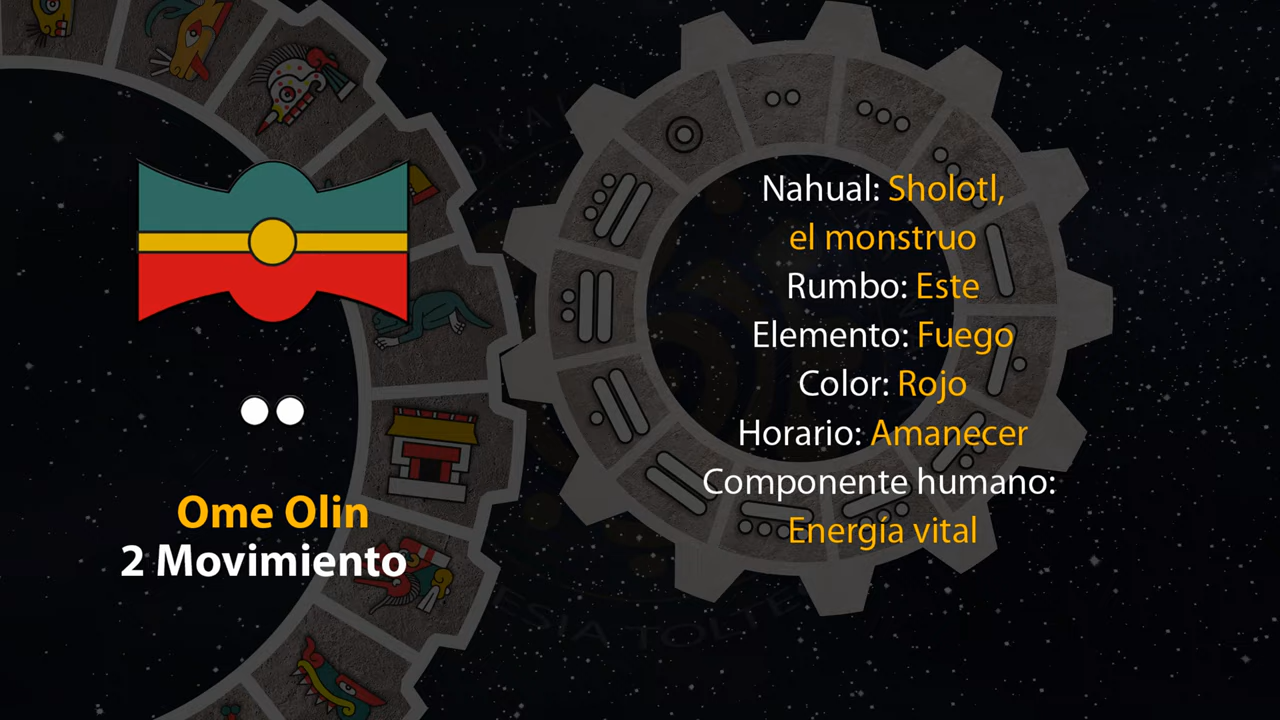 Ome Olin
2 Movimiento
Nahual: Sholotl,
el monstruo
Rumbo: Este
Elemento: Fuego
Color: Rojo
Horario: Amanecer
Componente humano:
Energía vital